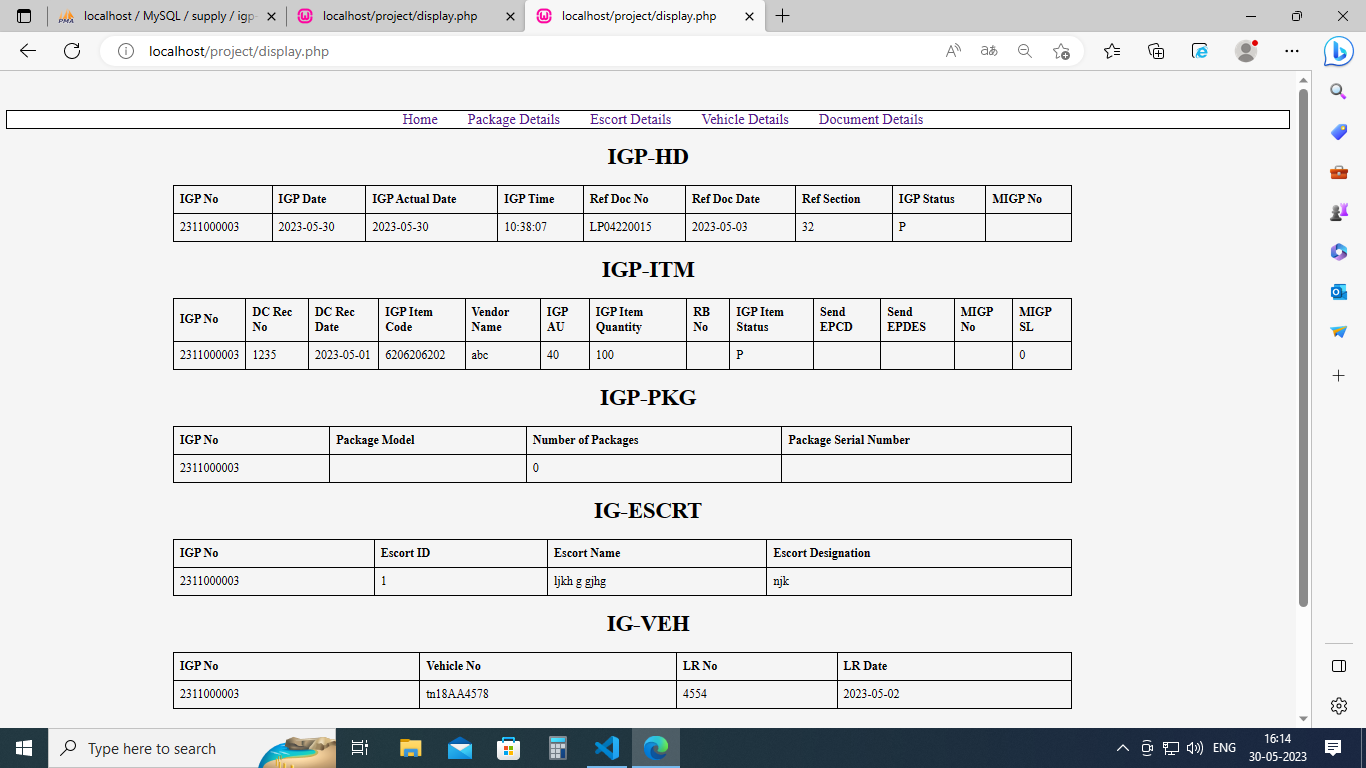 localhost / MySQL / supply / igp-
localhost/project/display.php
localhost/project/display.php
localhost/project/display.php
Home Package Details Escort Details Vehicle Details Document Details
IGP-HD
IGP No IGP Date IGP Actual Date IGP Time Ref Doc No Ref Doc Date Ref Section IGP Status MIGP No
2311000003 2023-05-30 2023-05-30 10:38:07 LP04220015 2023-05-03 32 P
IGP-ITM
IGP No DC Rec No DC Rec Date IGP Item Code Vendor Name IGP AU IGP Item Quantity RB No IGP Item Status Send EPCD Send EPDES MIGP No MIGP SL
2311000003 1235 2023-05-01 6206206202 abc 40 100 P 0
IGP-PKG
IGP No Package Model Number of Packages Package Serial Number
2311000003 0
IG-ESCRT
IGP No Escort ID Escort Name Escort Designation
2311000003 1 ljkh g gjhg njk
IG-VEH
IGP No Vehicle No LR No LR Date
2311000003 tn18AA4578 4554 2023-05-02
Type here to search
ENG
16:14
30-05-2023